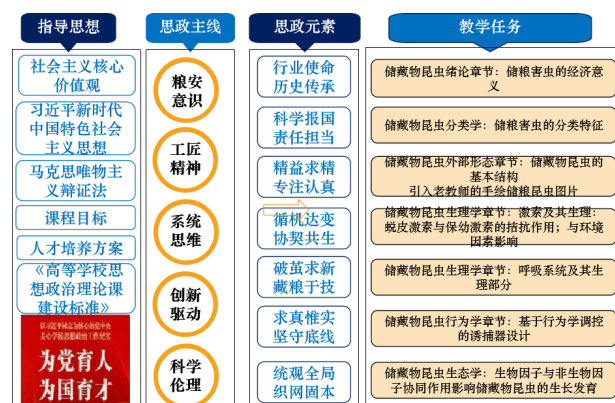 指导思想
社会主义核心
价值观
习近平新时代
中国特色社会
主义思想
马克思唯物主
义辩证法
课程目标
人才培养方案
《高等学校思
想政治理论课
建设标准》
为党育人
为国育才
思政主线
粮安
意识
工匠
精神
系统
思维
创新
驱动
科学
伦理
思政元素
行业使命
历史传承
科学报国
责任担当
精益求精
专注认真
循机达变
协契共生
破茧求新
藏粮于技
求真惟实
坚守底线
统观全局
织网固本
教学任务
储藏物昆虫绪论章节：储粮害虫的经济意
义
储藏物昆虫分类学：储粮害虫的分类特征
储藏物昆虫外部形态章节：储藏物昆虫的
基本结构
引入老教师的手绘储粮昆虫图片
储藏物昆虫生理学章节：激素及其生理：
蜕皮激素与保幼激素的拮抗作用；与环境
因素影响
储藏物昆虫生理学章节：呼吸系统及其生
理部分
储藏物昆虫行为学章节：基于行为学调控
的诱捕器设计
储藏物昆虫生态学：生物因子与非生物因
子协同作用影响储藏物昆虫的生长发育